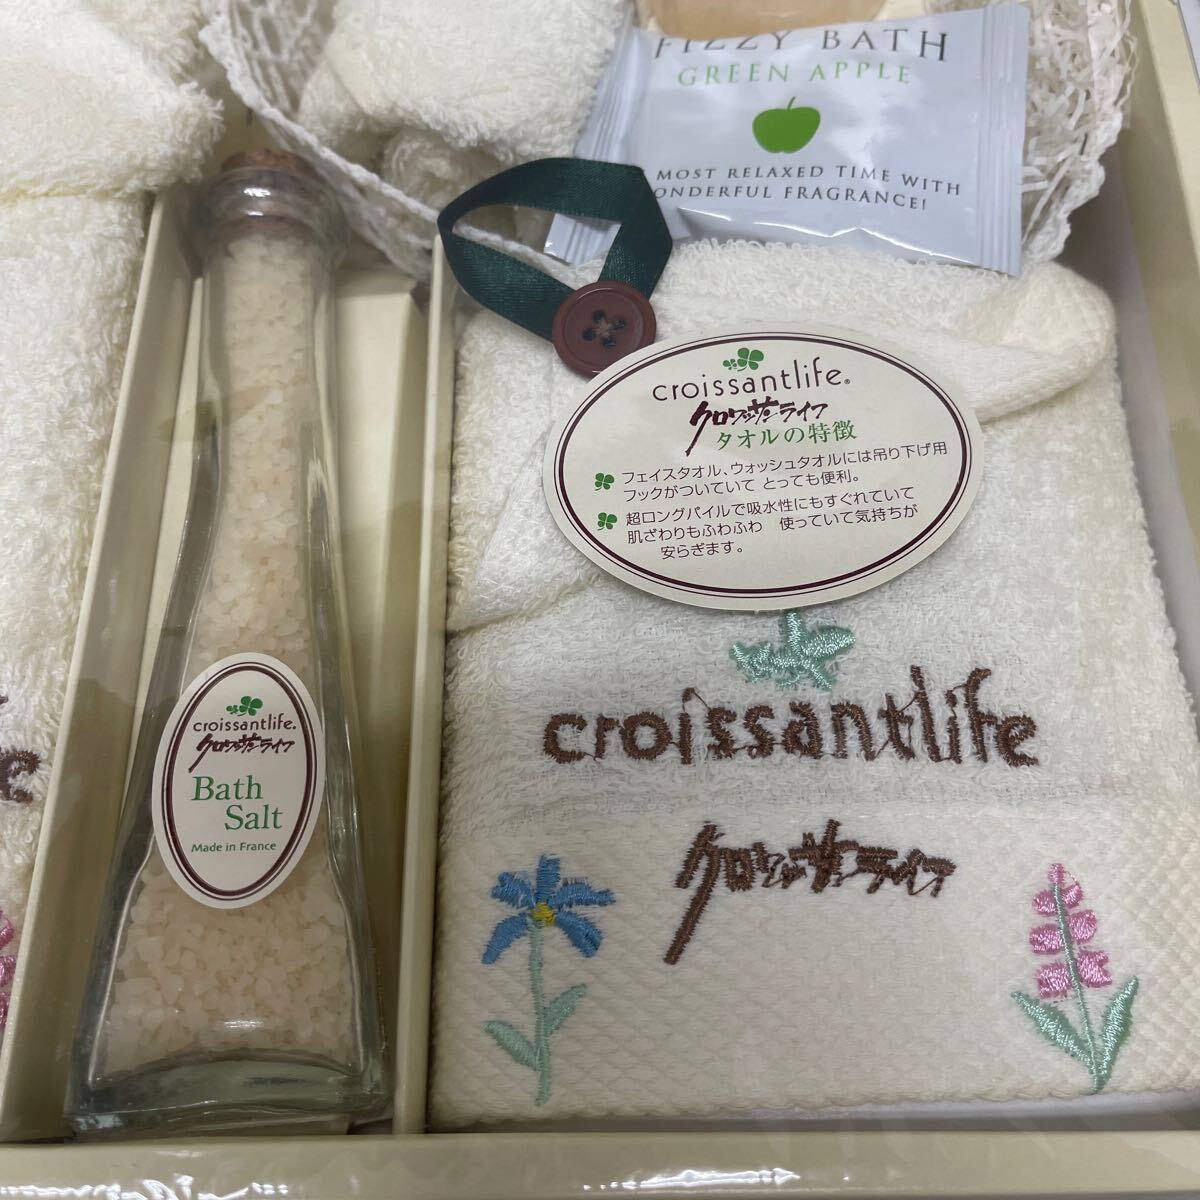 FIZZY BATH
GREEN APPLE
MOST RELAXED TIME WITH
FRAGRANCE!
croissantlife®
クロワッサンライフ
タオルの特徴
フェイスタオル、ウォッシュタオルには吊り下げ用
フックがついていて とっても便利。
超ロングパイルで吸水性にもすぐれていて
肌ざわりもふわふわ 使っていて気持ちが
安らぎます。
croissantlife
クロワッサンライフ
croissantlife®
クロワッサンライフ
Bath
Salt
Made in France